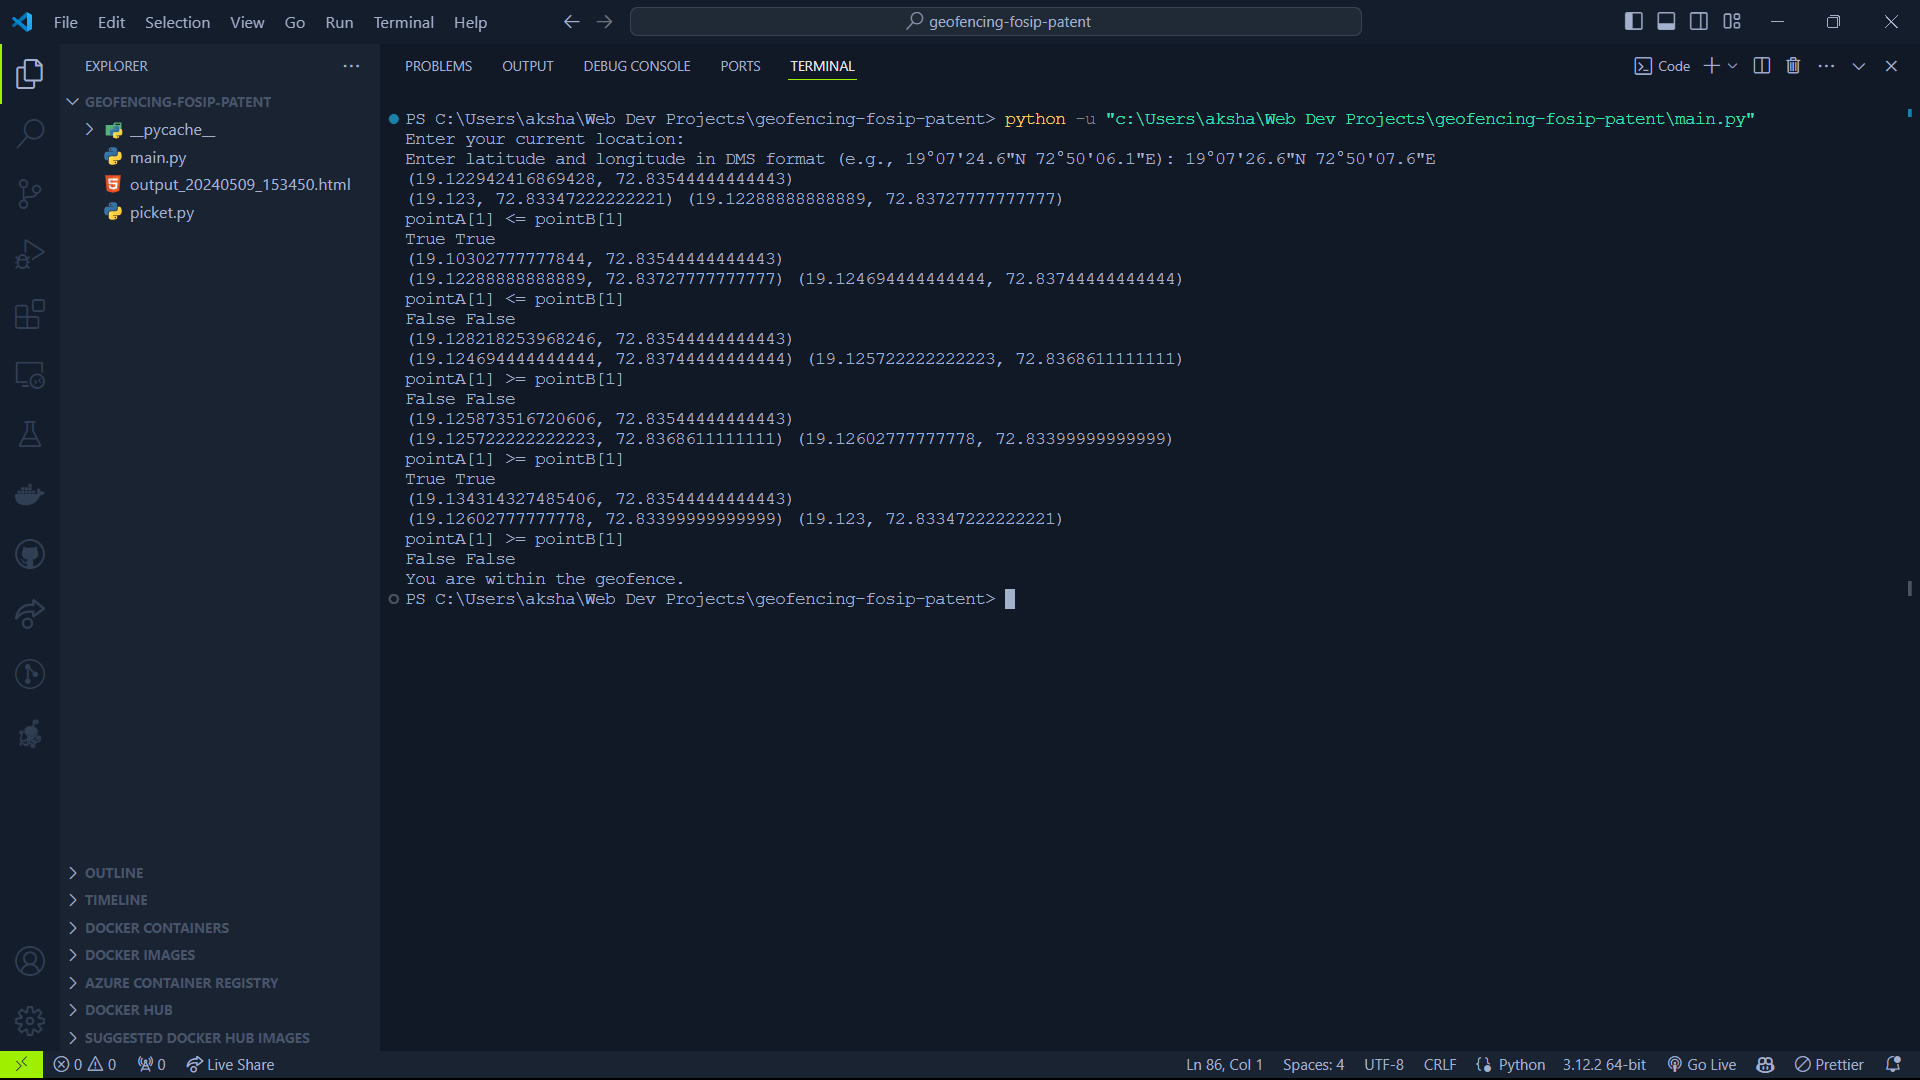 File Edit Selection View Go Run Terminal Help
geofencing-fosip-patent
EXPLORER
GEOFENCING-FOSIP-PATENT
__pycache__
main.py
output_20240509_153450.html
picket.py
OUTLINE
TIMELINE
DOCKER CONTAINERS
DOCKER IMAGES
AZURE CONTAINER REGISTRY
DOCKER HUB
SUGGESTED DOCKER HUB IMAGES
PROBLEMS OUTPUT DEBUG CONSOLE PORTS TERMINAL
Code
PS C:\Users\aksha\Web Dev Projects\geofencing-fosip-patent> python -u "c:\Users\aksha\Web Dev Projects\geofencing-fosip-patent\main.py"
Enter your current location:
Enter latitude and longitude in DMS format (e.g., 19°07'24.6"N 72°50'06.1"E): 19°07'26.6"N 72°50'07.6"E
(19.122942416869428, 72.83544444444443)
(19.123, 72.83347222222221) (19.12288888888889, 72.83727777777777)
pointA[1] <= pointB[1]
True True
(19.10302777777844, 72.83544444444443)
(19.12288888888889, 72.83727777777777) (19.124694444444444, 72.83744444444444)
pointA[1] <= pointB[1]
False False
(19.128218253968246, 72.83544444444443)
(19.124694444444444, 72.83744444444444) (19.125722222222223, 72.8368611111111)
pointA[1] >= pointB[1]
False False
(19.125873516720606, 72.83544444444443)
(19.125722222222223, 72.8368611111111) (19.12602777777778, 72.83399999999999)
pointA[1] >= pointB[1]
True True
(19.134314327485406, 72.83544444444443)
(19.12602777777778, 72.83399999999999) (19.123, 72.83347222222221)
pointA[1] >= pointB[1]
False False
You are within the geofence.
PS C:\Users\aksha\Web Dev Projects\geofencing-fosip-patent>
0 0 0 Live Share
Ln 86, Col 1 Spaces: 4 UTF-8 CRLF Python 3.12.2 64-bit Go Live Prettier